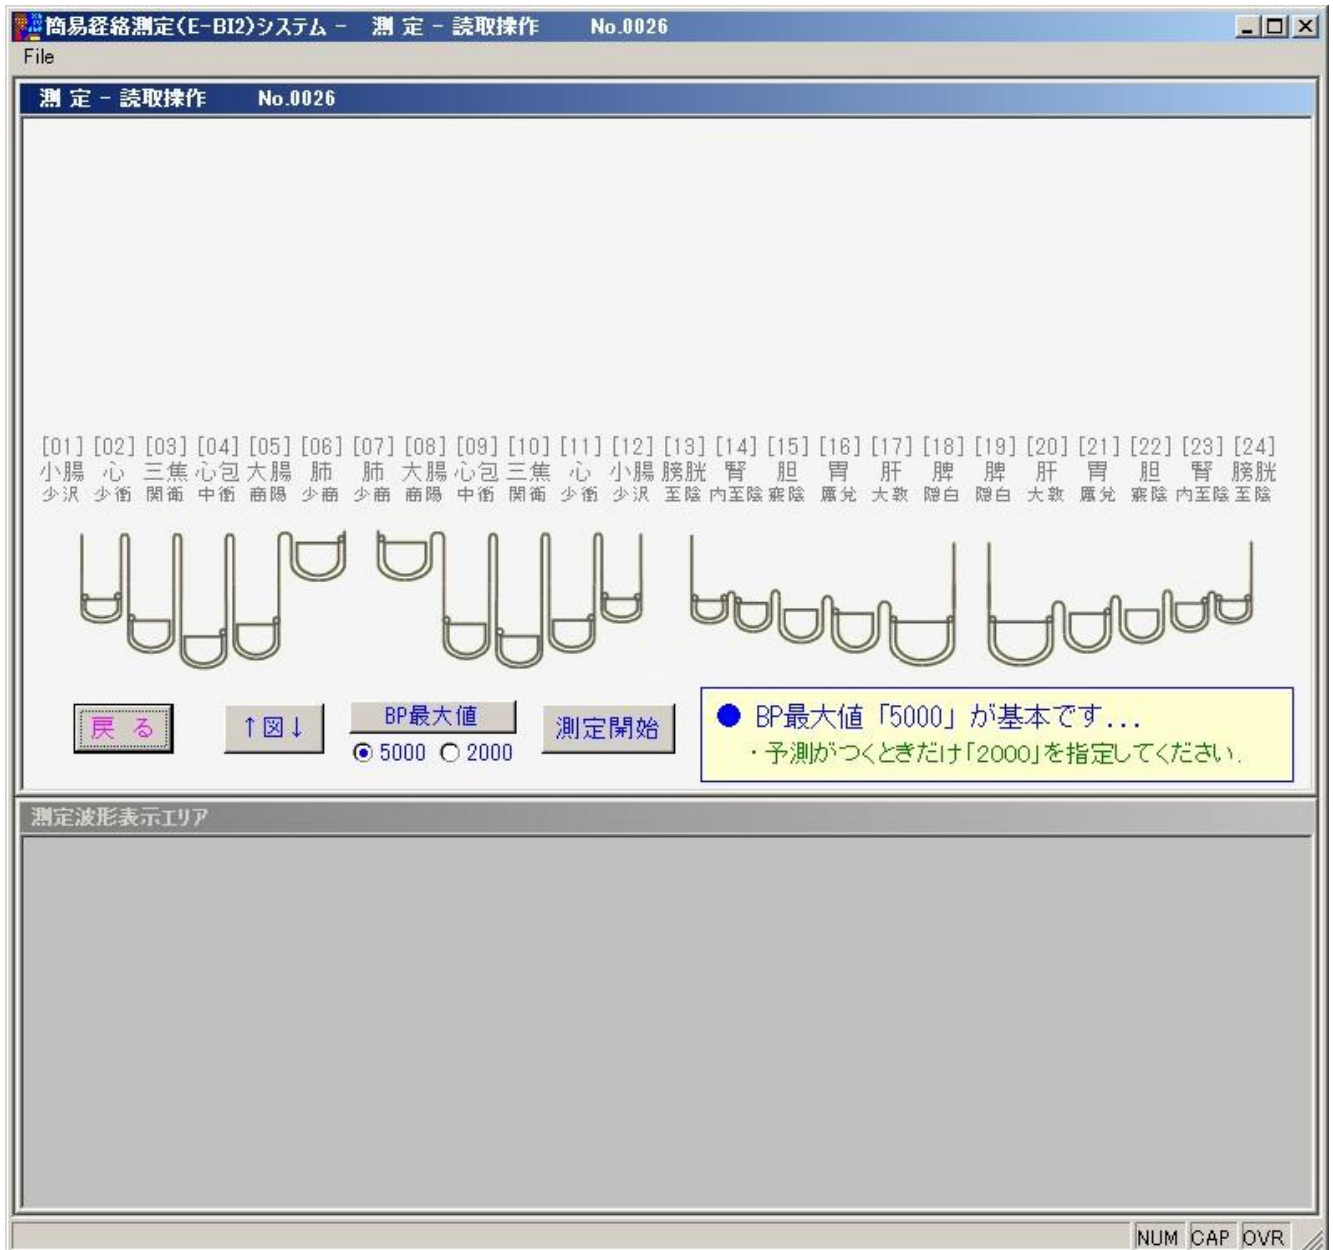 簡易経絡測定(E-BI2)システム - 測 定 - 読取操作 No.0026
File
測 定 - 読取操作 No.0026
[01] [02] [03] [04] [05] [06] [07] [08] [09] [10] [11] [12] [13] [14] [15] [16] [17] [18] [19] [20] [21] [22] [23] [24]
小腸 心 三焦 心包 大腸 肺 肺 大腸 心包 三焦 心 小腸 膀胱 腎 胆 胃 肝 脾 脾 肝 胃 胆 腎 膀胱
少沢 少衝 関衝 中衝 商陽 少商 少商 商陽 中衝 関衝 少衝 少沢 至陰 内至陰 竅陰 厲兌 大敦 隠白 隠白 大敦 厲兌 竅陰 内至陰 至陰
戻 る
↑図↓
BP最大値
5000 2000
測定開始
● BP最大値「5000」が基本です...
・予測がつくときだけ「2000」を指定してください.
測定波形表示エリア
NUM CAP OVR